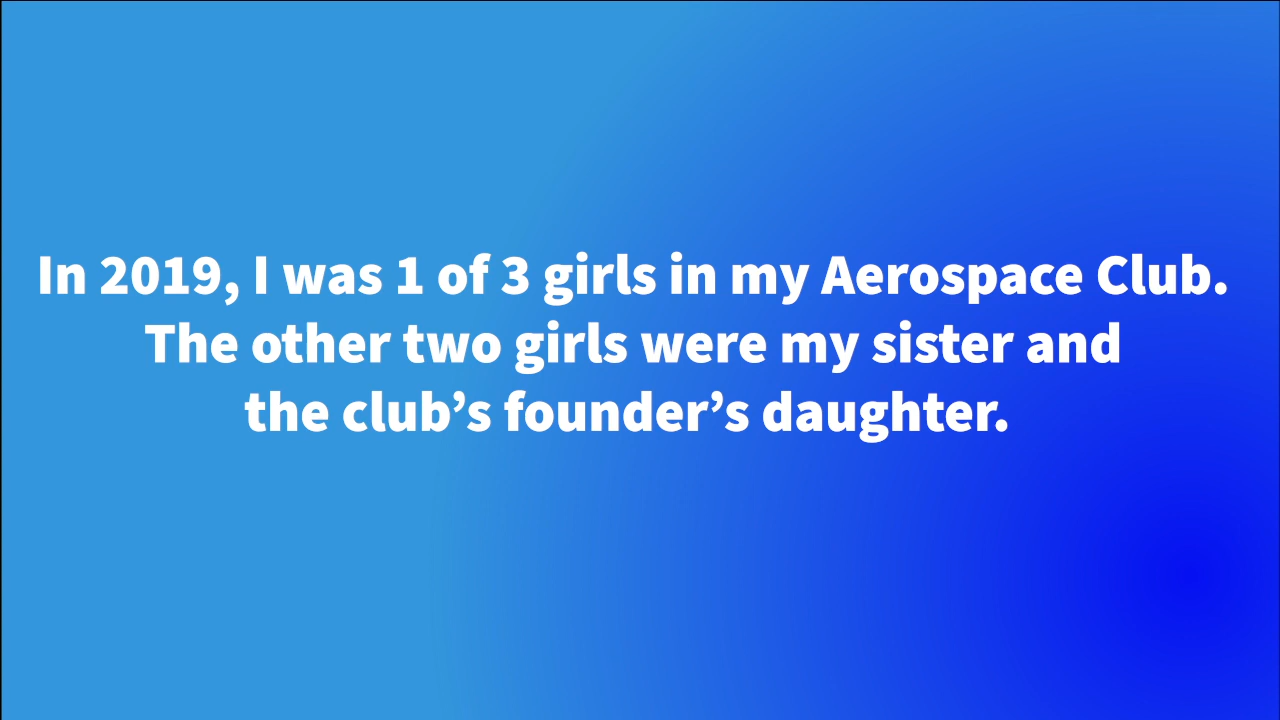 In 2019, I was 1 of 3 girls in my Aerospace Club.
The other two girls were my sister and
the club’s founder’s daughter.